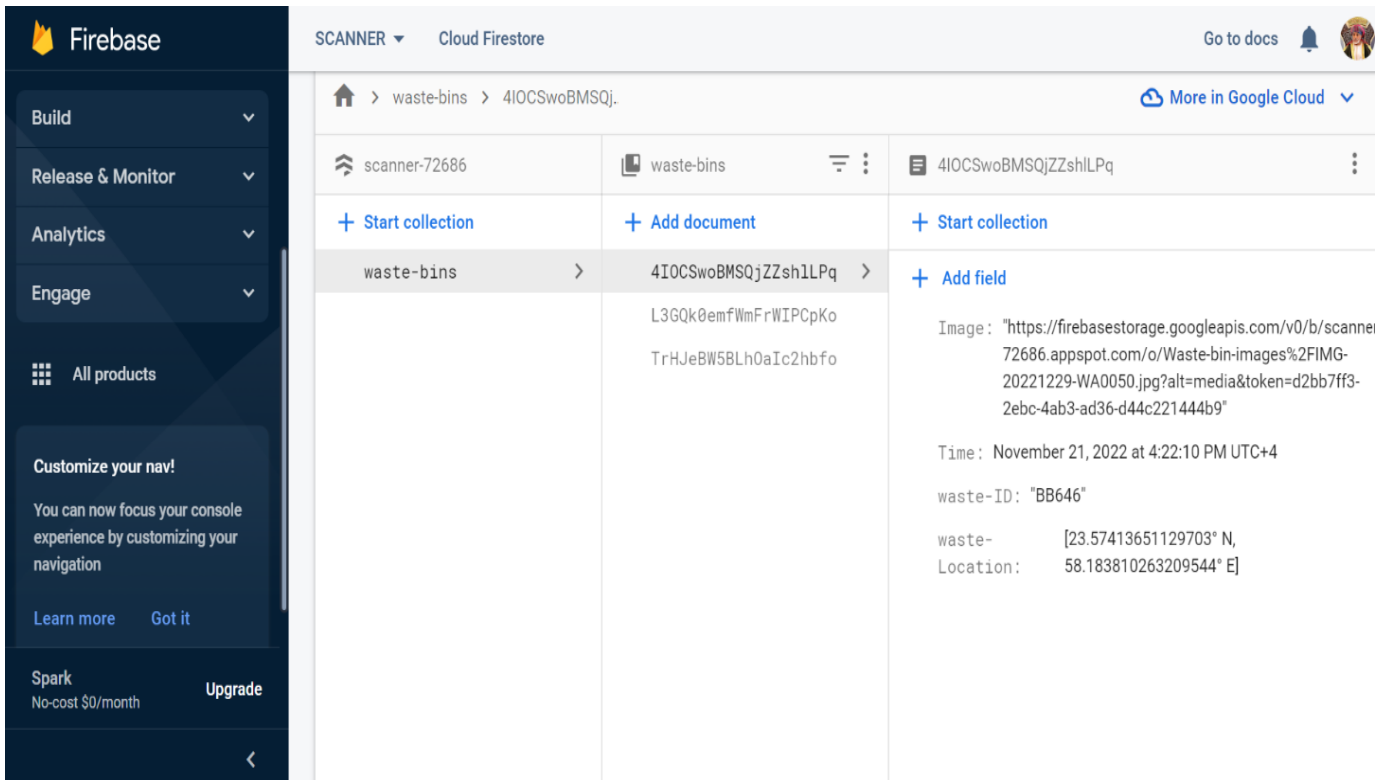 Firebase
Build
Release & Monitor
Analytics
Engage
All products
Customize your nav!
You can now focus your console
experience by customizing your
navigation
Learn more Got it
Spark
No-cost $0/month
Upgrade
SCANNER Cloud Firestore Go to docs
waste-bins > 4IOCSwoBMSQj.. More in Google Cloud
scanner-72686
+ Start collection
waste-bins
waste-bins
+ Add document
4IOCSwoBMSQjZZshlLPq
L3GQk0emfWmFrWIPCpKo
TrHJeBW5BLhOaIc2hbfo
4IOCSwoBMSQjZZshlLPq
+ Start collection
+ Add field
Image: "https://firebasestorage.googleapis.com/v0/b/scanner
72686.appspot.com/o/Waste-bin-images%2FIMG-
20221229-WA0050.jpg?alt=media&token=d2bb7ff3-
2ebc-4ab3-ad36-d44c221444b9"
Time: November 21, 2022 at 4:22:10 PM UTC+4
waste-ID: "BB646"
waste- [23.57413651129703° N,
Location: 58.183810263209544° E]